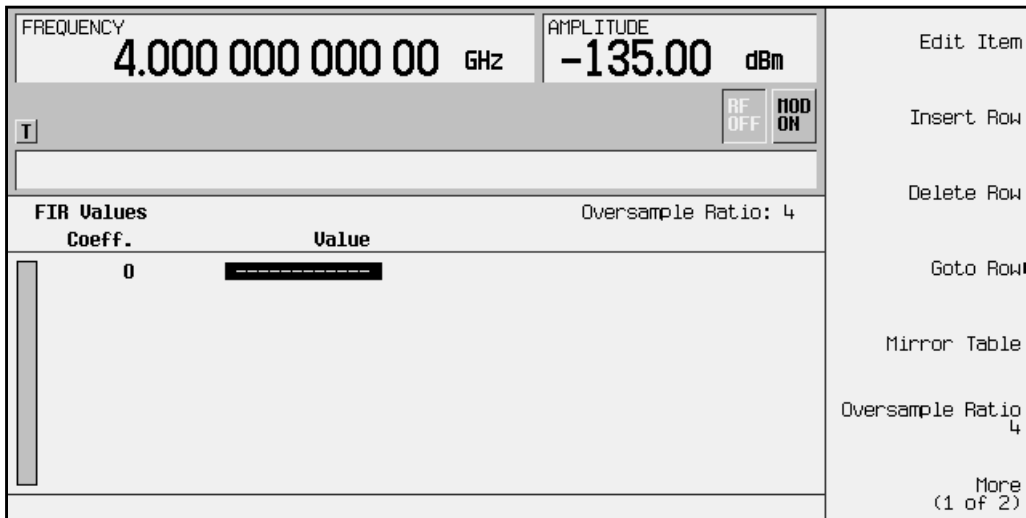 FREQUENCY
4.000 000 000 00 GHz
AMPLITUDE
-135.00 dBm
RF OFF
MOD ON
T
FIR Values
Oversample Ratio: 4
Coeff. Value
0 ------------
Edit Item
Insert Row
Delete Row
Goto Row
Mirror Table
Oversample Ratio
4
More
(1 of 2)